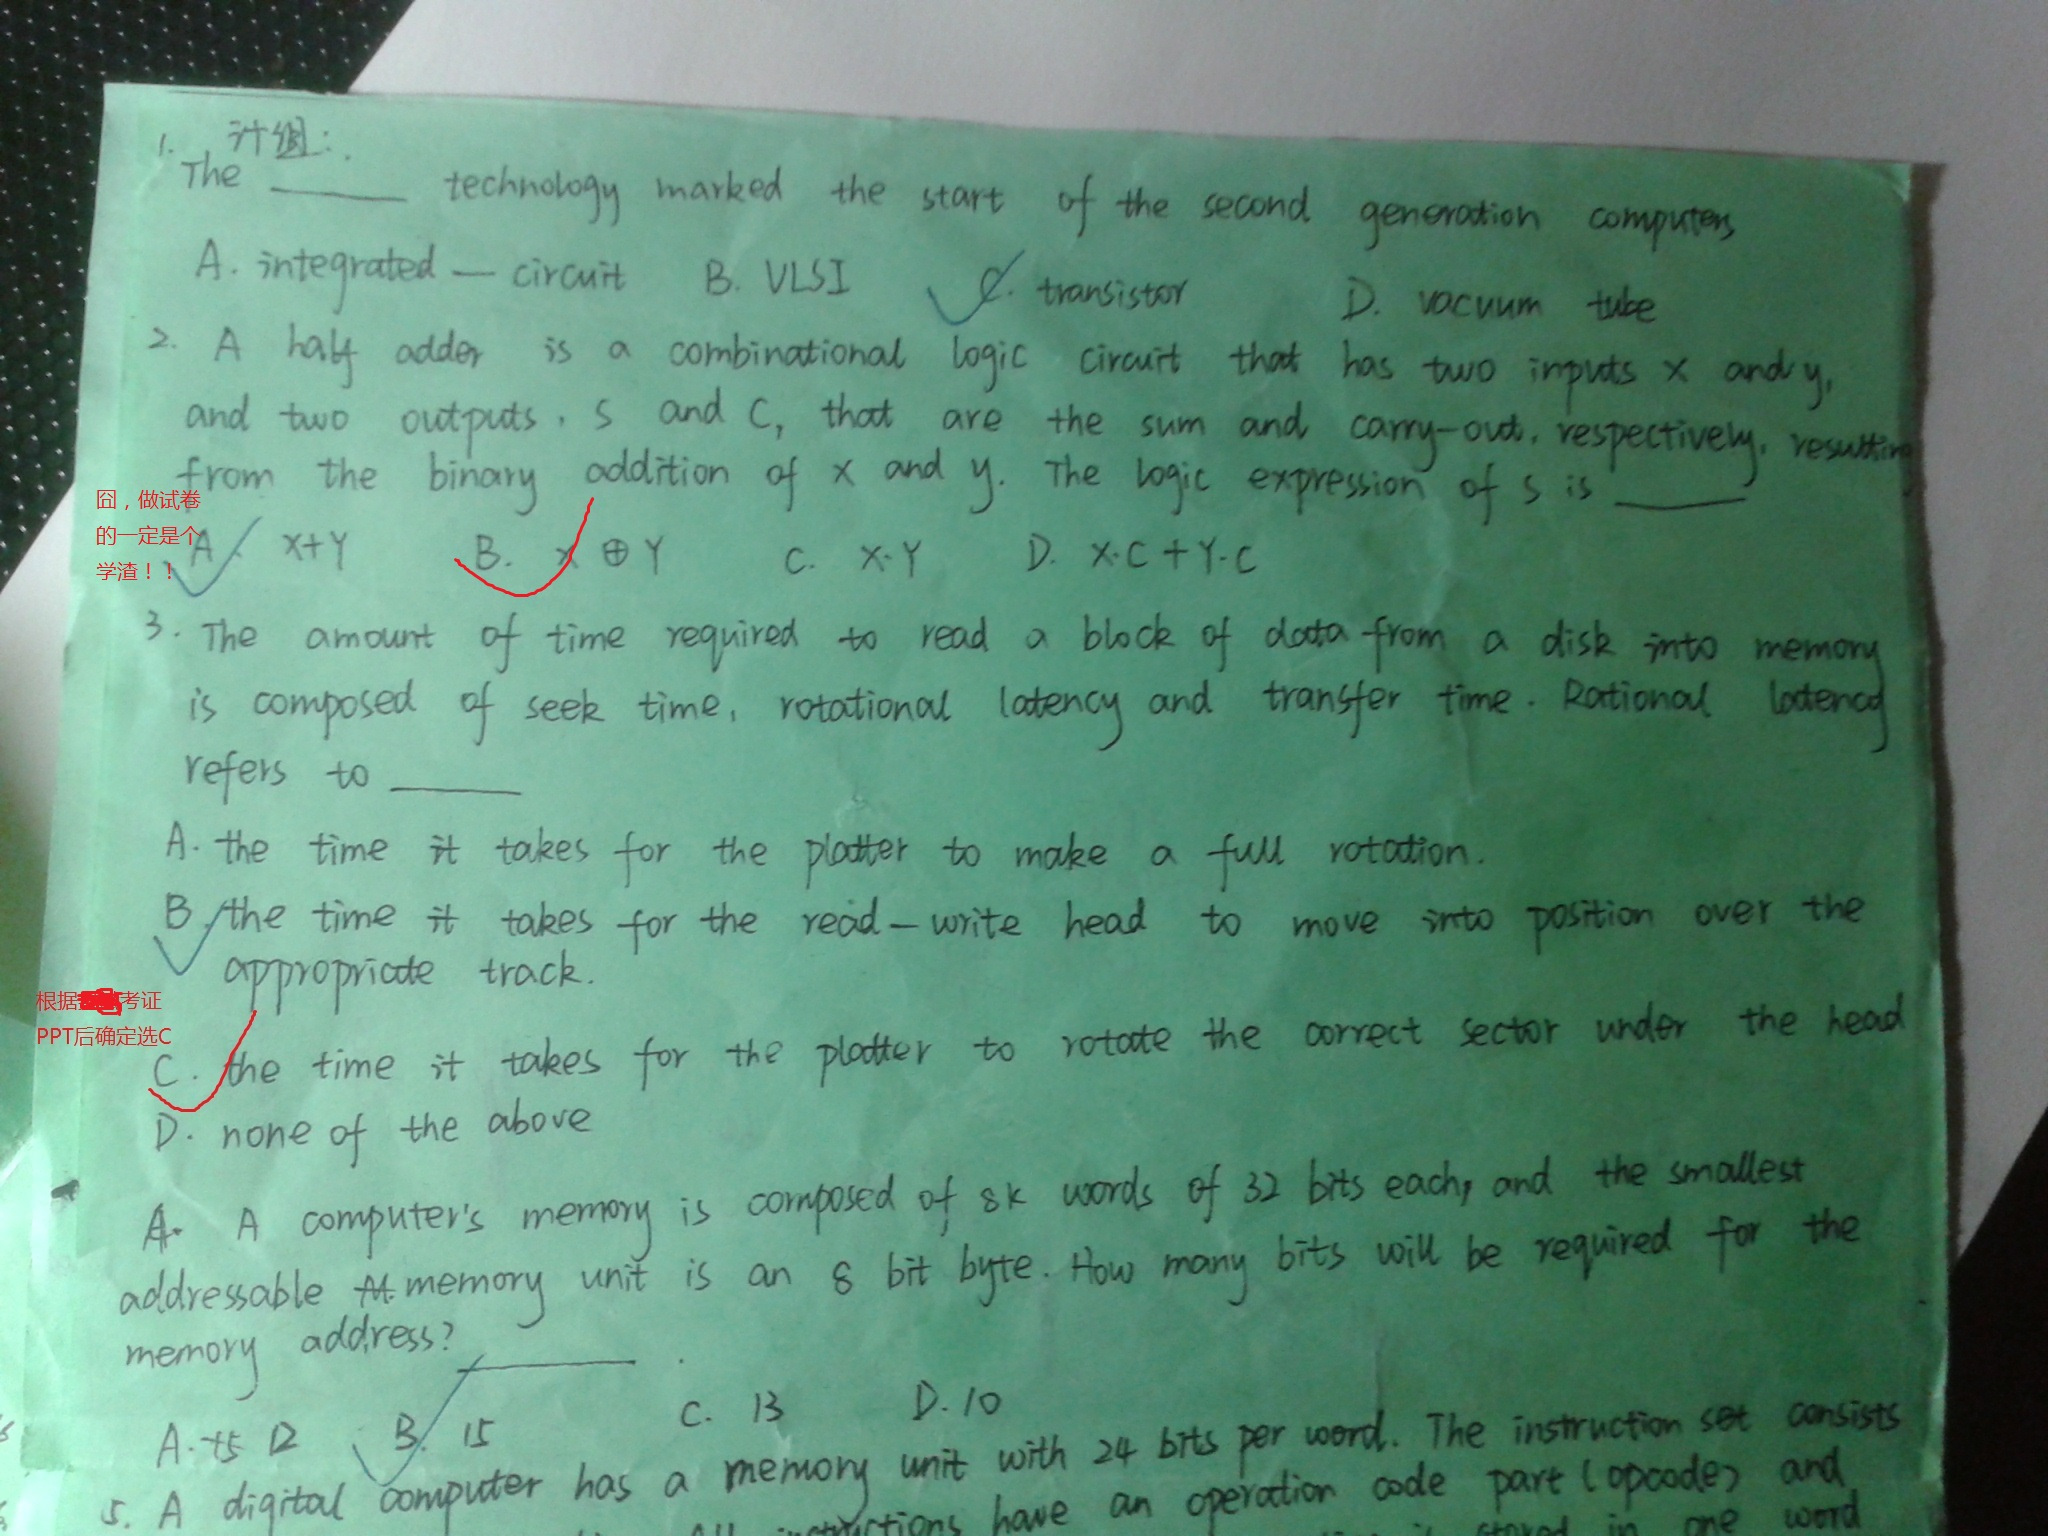 1. 计组:
The ______ technology marked the start of the second generation computers
A. integrated — circuit B. VLSI C. transistor D. vacuum tube
2. A half adder is a combinational logic circuit that has two inputs x and y,
and two outputs, S and C, that are the sum and carry-out, respectively, resulting
from the binary addition of x and y. The logic expression of S is ______
囧，做试卷
的一定是个
学渣！！
A. X+Y B. X ⊕ Y C. X·Y D. X·C + Y·C
3. The amount of time required to read a block of data from a disk into memory
is composed of seek time, rotational latency and transfer time. Rational latency
refers to ______
A. the time it takes for the platter to make a full rotation.
B. the time it takes for the read-write head to move into position over the
appropriate track.
根据考证
PPT后确定选C
C. the time it takes for the platter to rotate the correct sector under the head
D. none of the above
4. A computer's memory is composed of 8K words of 32 bits each, and the smallest
addressable memory unit is an 8 bit byte. How many bits will be required for the
memory address? ______.
A. 12 B. 15 C. 13 D. 10
5. A digital computer has a memory unit with 24 bits per word. The instruction set consists
All instructions have an operation code part (opcode) and
stored in one word